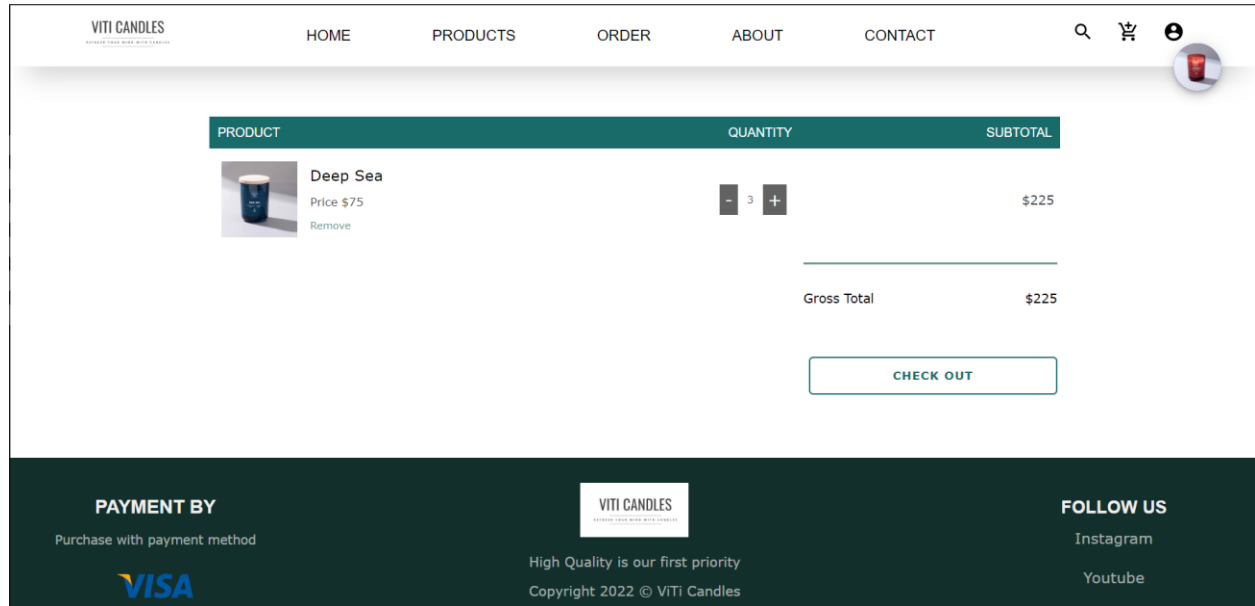 VITI CANDLES
HOME PRODUCTS ORDER ABOUT CONTACT
PRODUCT QUANTITY SUBTOTAL
Deep Sea
Price $75
Remove
- 3 +
$225
Gross Total $225
CHECK OUT
PAYMENT BY
Purchase with payment method
VISA
VITI CANDLES
High Quality is our first priority
Copyright 2022 © ViTi Candles
FOLLOW US
Instagram
Youtube